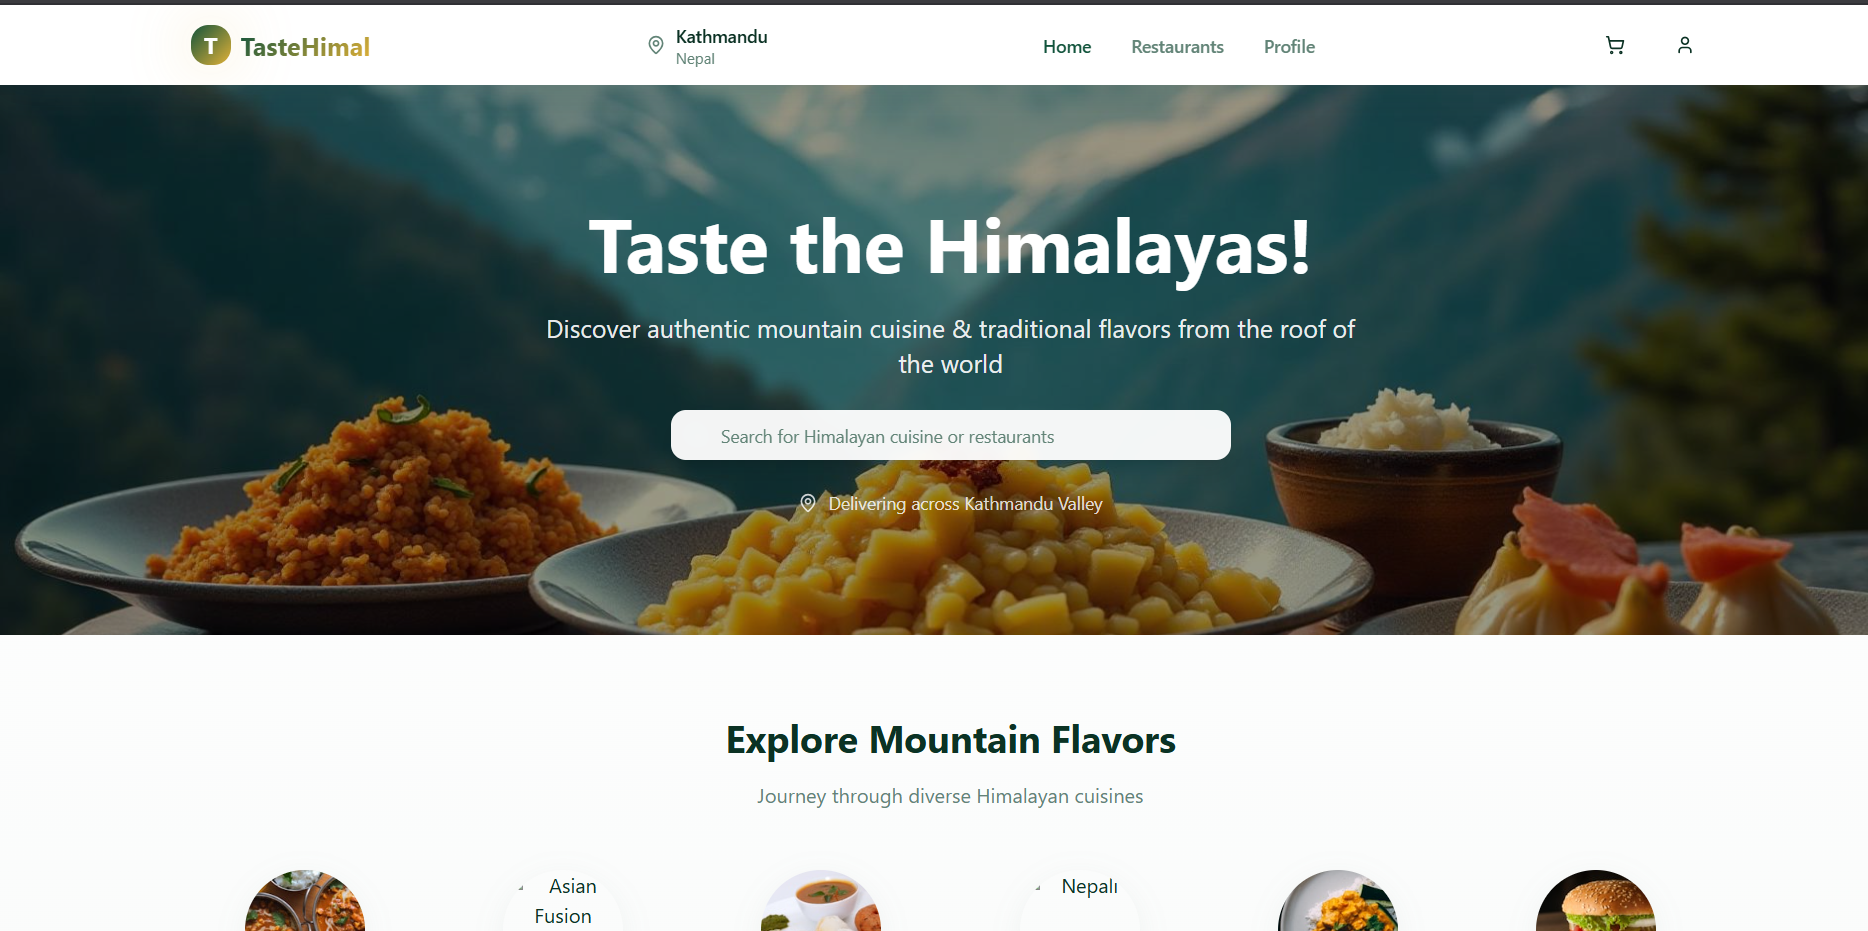 T TasteHimal
Kathmandu
Nepal
Home
Restaurants
Profile
Taste the Himalayas!
Discover authentic mountain cuisine & traditional flavors from the roof of
the world
Search for Himalayan cuisine or restaurants
Delivering across Kathmandu Valley
Explore Mountain Flavors
Journey through diverse Himalayan cuisines
Asian
Fusion
Nepali